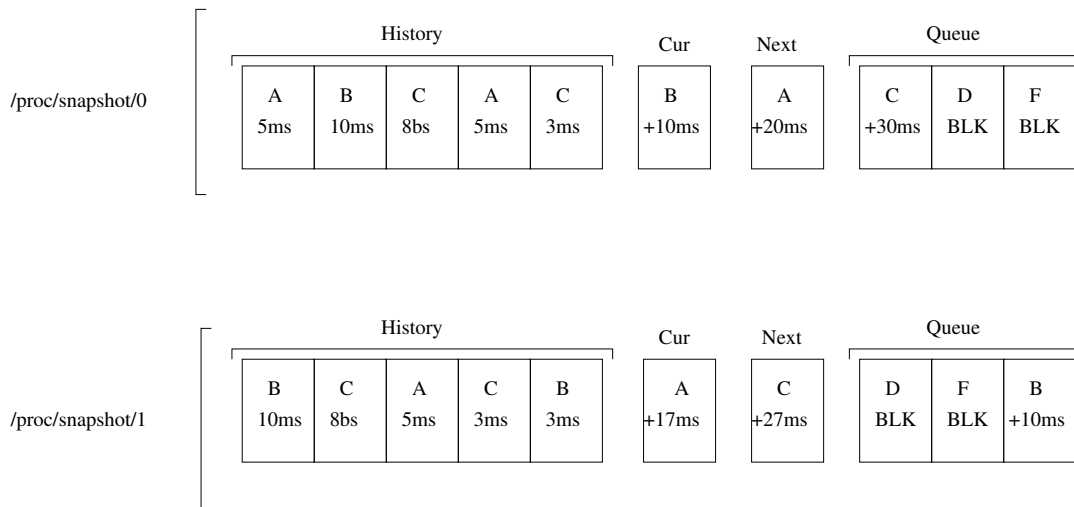 History Cur Next Queue
/proc/snapshot/0
A B C A C B A C D F
5ms 10ms 8bs 5ms 3ms +10ms +20ms +30ms BLK BLK
History Cur Next Queue
/proc/snapshot/1
B C A C B A C D F B
10ms 8bs 5ms 3ms 3ms +17ms +27ms BLK BLK +10ms